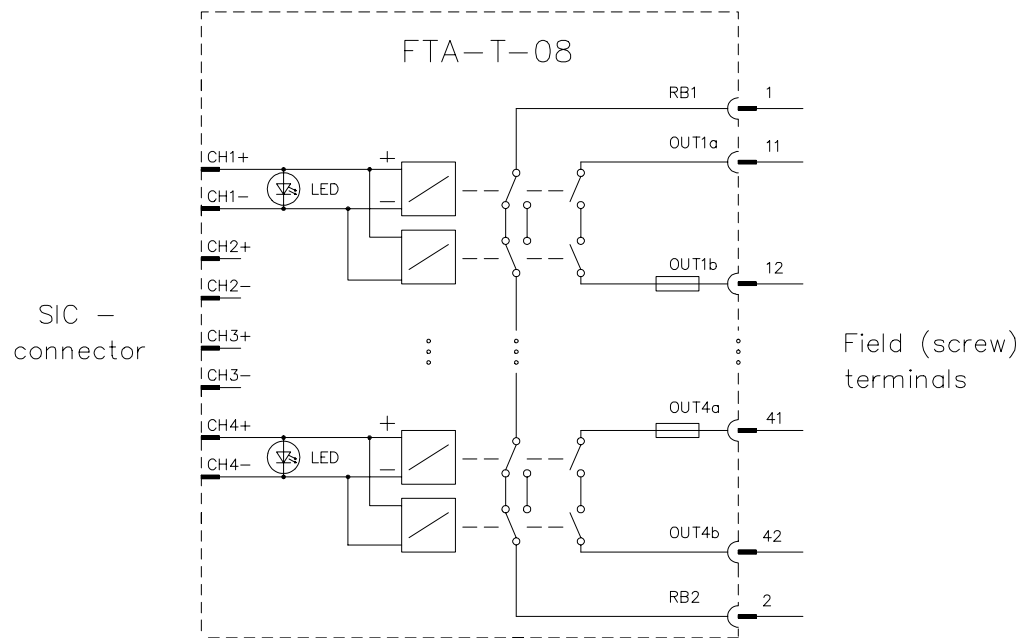 FTA-T-08
RB1 1
OUT1a 11
CH1+ +
LED
CH1- -
CH2+
OUT1b 12
CH2-
SIC -
connector
CH3+
Field (screw)
terminals
CH3-
OUT4a 41
CH4+ +
LED
CH4- -
OUT4b 42
RB2 2